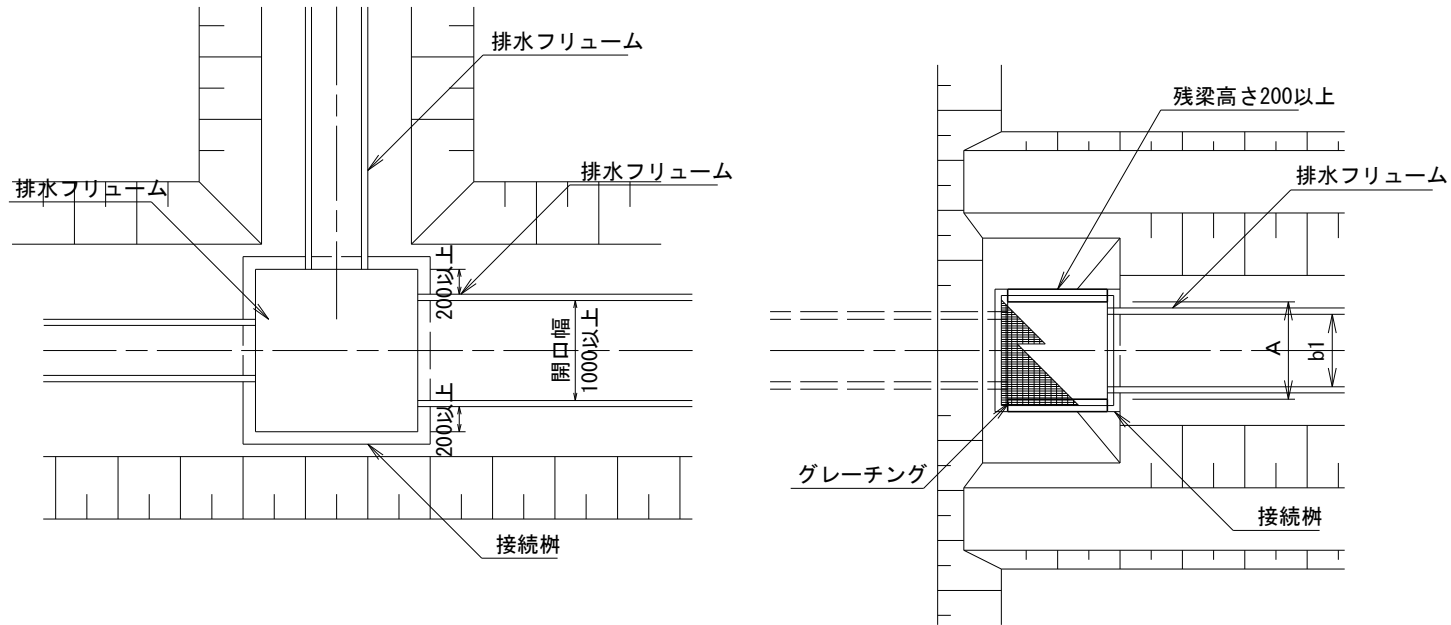 排水フリューム
排水フリューム
排水フリューム
200以上
開口幅
1000以上
200以上
接続桝
残梁高さ200以上
排水フリューム
A
b1
グレーチング
接続桝